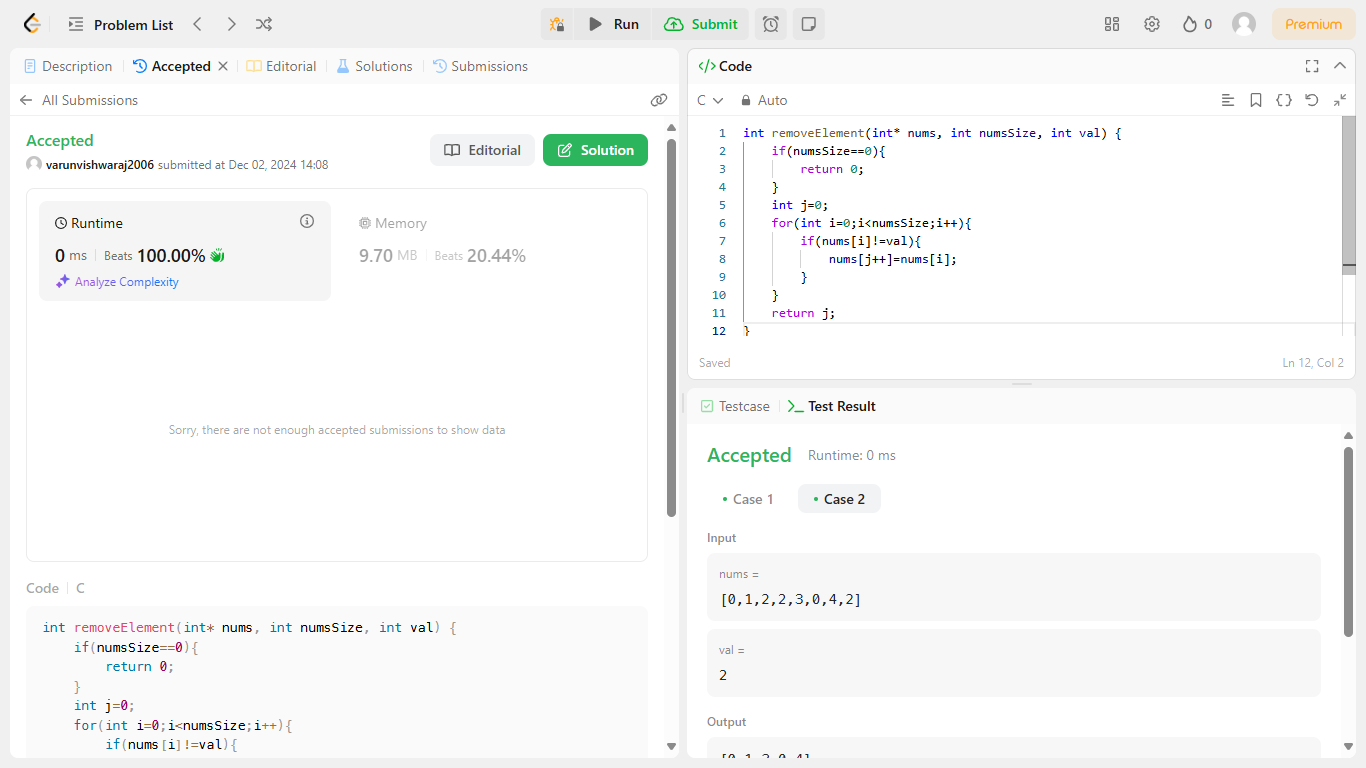 Problem List
Run
Submit
0
Premium
Description
Accepted
Editorial
Solutions
Submissions
All Submissions
Accepted
varunvishwaraj2006 submitted at Dec 02, 2024 14:08
Editorial
Solution
Runtime
0 ms Beats 100.00%
Analyze Complexity
Memory
9.70 MB Beats 20.44%
Sorry, there are not enough accepted submissions to show data
Code C
int removeElement(int* nums, int numsSize, int val) {
    if(numsSize==0){
        return 0;
    }
    int j=0;
    for(int i=0;i<numsSize;i++){
        if(nums[i]!=val){
Code
C Auto
1 int removeElement(int* nums, int numsSize, int val) {
2     if(numsSize==0){
3         return 0;
4     }
5     int j=0;
6     for(int i=0;i<numsSize;i++){
7         if(nums[i]!=val){
8             nums[j++]=nums[i];
9         }
10     }
11     return j;
12 }
Saved
Ln 12, Col 2
Testcase
Test Result
Accepted Runtime: 0 ms
Case 1
Case 2
Input
nums =
[0,1,2,2,3,0,4,2]
val =
2
Output